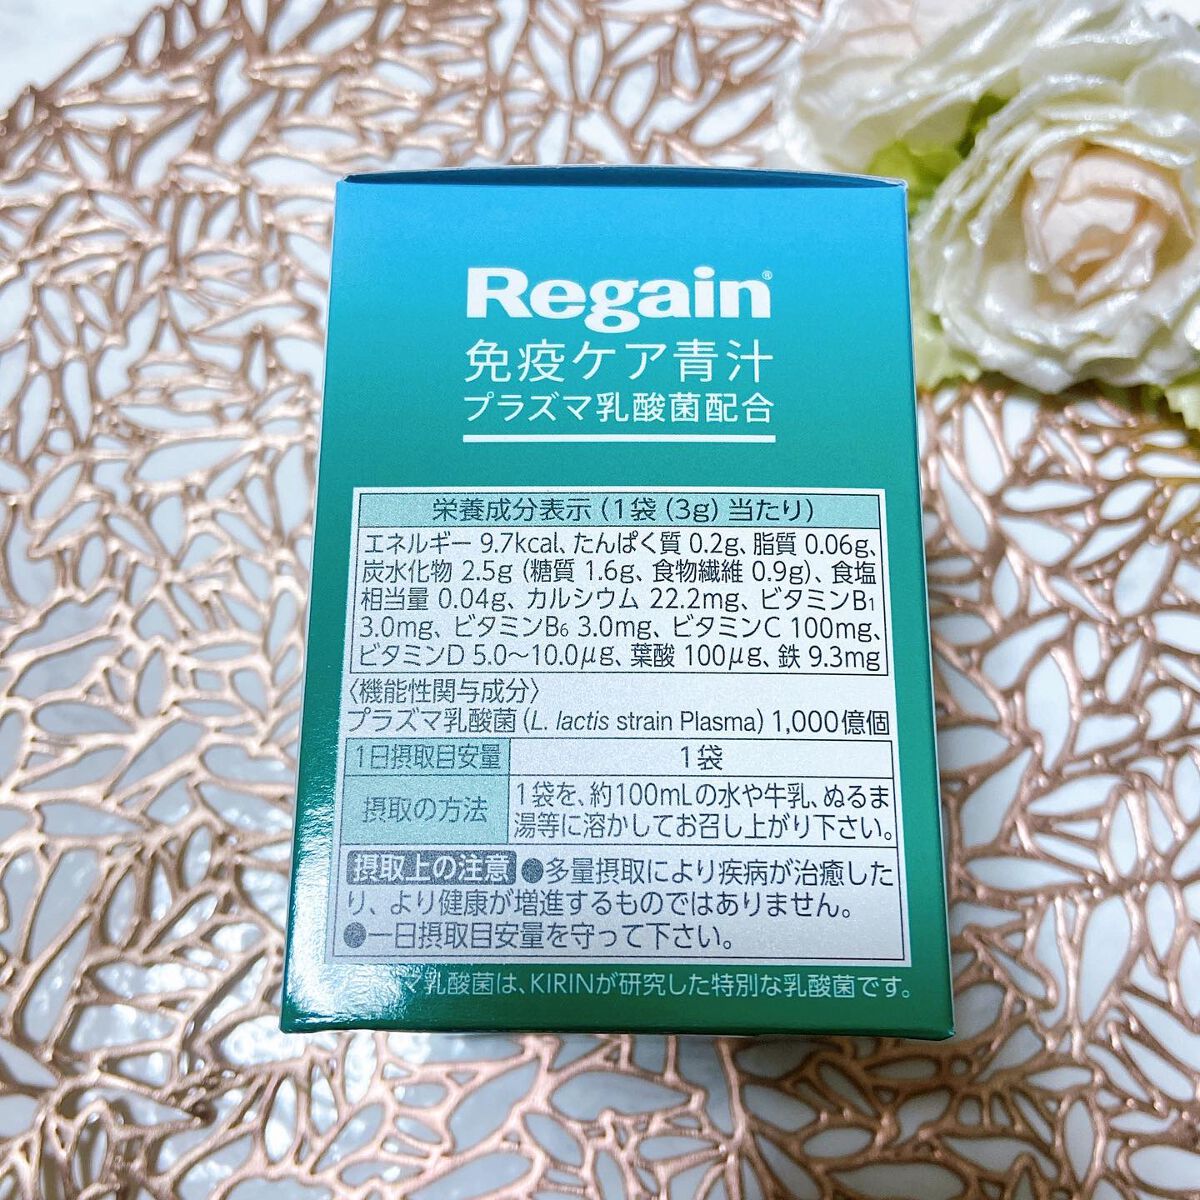 Regain®
免疫ケア青汁
プラズマ乳酸菌配合
栄養成分表示 (1袋 (3g) 当たり)
エネルギー 9.7kcal、たんぱく質 0.2g、脂質 0.06g、
炭水化物 2.5g (糖質 1.6g、食物繊維 0.9g)、食塩
相当量 0.04g、カルシウム 22.2mg、ビタミンB₁
3.0mg、ビタミンB₆ 3.0mg、ビタミンC 100mg、
ビタミンD 5.0〜10.0μg、葉酸 100μg、鉄 9.3mg
〈機能性関与成分〉
プラズマ乳酸菌 (L. lactis strain Plasma) 1,000億個
1日摂取目安量 1袋
摂取の方法 1袋を、約100mLの水や牛乳、ぬるま
湯等に溶かしてお召し上がり下さい。
摂取上の注意 ●多量摂取により疾病が治癒した
り、より健康が増進するものではありません。
●一日摂取目安量を守って下さい。
マ乳酸菌は、KIRINが研究した特別な乳酸菌です。